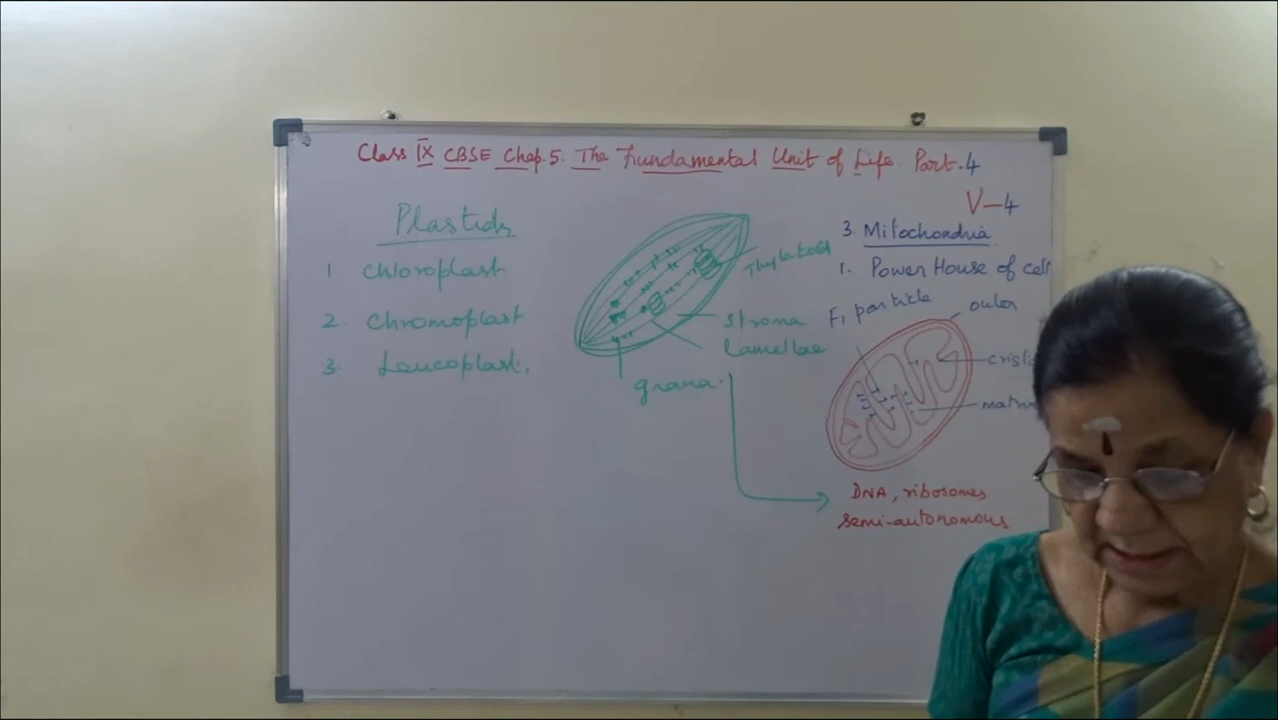 Class IX CBSE Chap.5. The Fundamental Unit of Life. Part-4
V-4
Plastids
1 Chloroplast
2 Chromoplast
3. Leucoplast.
Thylakoid
Stroma
Lamellae
grana.
3. Mitochondria
1. Power House of cell
F1 particle
outer
crist
matri
DNA, ribosomes
semi-autonomous.